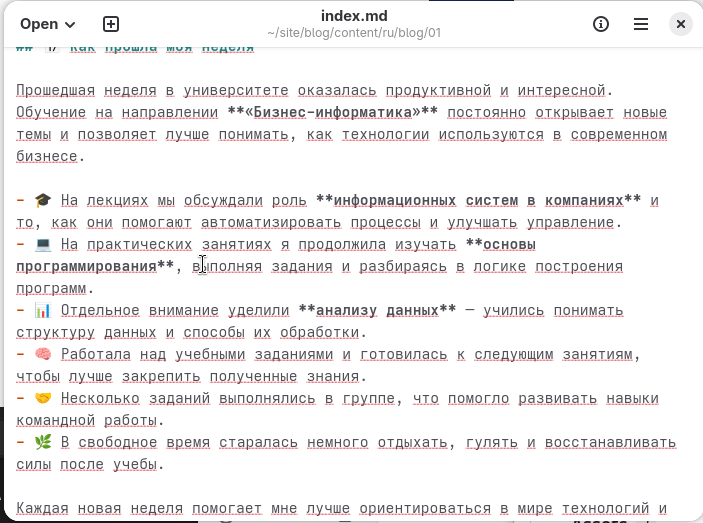 Open
index.md
~/site/blog/content/ru/blog/01
## 17 Как прошла моя неделя
Прошедшая неделя в университете оказалась продуктивной и интересной.
Обучение на направлении **«Бизнес-информатика»** постоянно открывает новые
темы и позволяет лучше понимать, как технологии используются в современном
бизнесе.
- 🎓 На лекциях мы обсуждали роль **информационных систем в компаниях** и
то, как они помогают автоматизировать процессы и улучшать управление.
- 💻 На практических занятиях я продолжила изучать **основы
программирования**, выполняя задания и разбираясь в логике построения
программ.
- 📊 Отдельное внимание уделили **анализу данных** — учились понимать
структуру данных и способы их обработки.
- 🧠 Работала над учебными заданиями и готовилась к следующим занятиям,
чтобы лучше закрепить полученные знания.
- 🤝 Несколько заданий выполнялись в группе, что помогло развивать навыки
командной работы.
- 🌿 В свободное время старалась немного отдыхать, гулять и восстанавливать
силы после учебы.
Каждая новая неделя помогает мне лучше ориентироваться в мире технологий и